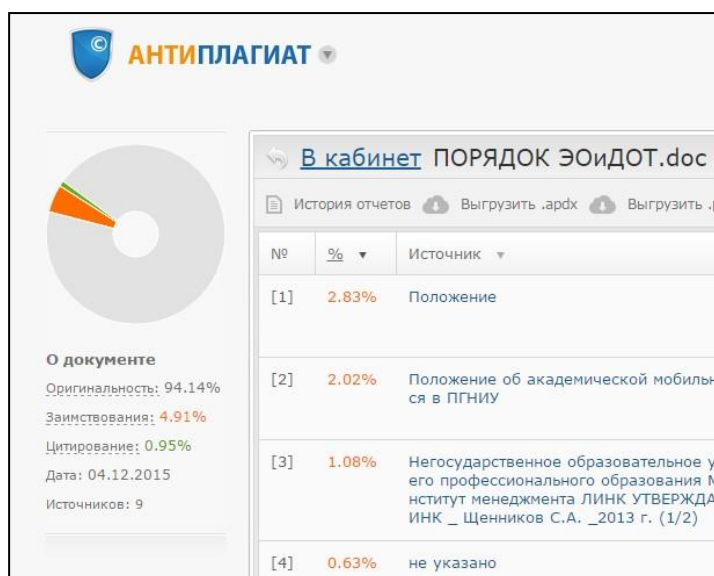 ©
АНТИПЛАГИАТ
В кабинет ПОРЯДОК ЭОиДОТ.doc
История отчетов Выгрузить .apdx Выгрузить .
№ % Источник
[1] 2.83% Положение
[2] 2.02% Положение об академической мобильн
ся в ПГНИУ
[3] 1.08% Негосударственное образовательное у
его профессионального образования М
нститут менеджмента ЛИНК УТВЕРЖДА
ИНК _ Щенников С.А. _2013 г. (1/2)
[4] 0.63% не указано
О документе
Оригинальность: 94.14%
Заимствования: 4.91%
Цитирование: 0.95%
Дата: 04.12.2015
Источников: 9